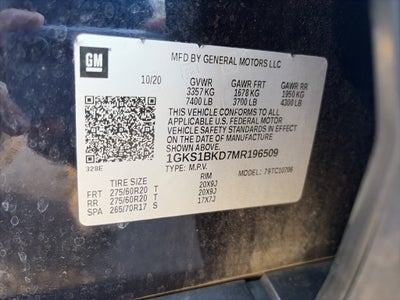 GM
MFD BY GENERAL MOTORS LLC
10/20 GVWR GAWR FRT GAWR RR
3357 KG 1678 KG 1950 KG
7400 LB 3700 LB 4300 LB
THIS VEHICLE CONFORMS TO ALL APPLICABLE
U.S. FEDERAL MOTOR
VEHICLE SAFETY STANDARDS IN EFFECT
ON THE DATE OF MANUFACTURE
SHOWN ABOVE.
1GKS1BKD7MR196509
328E TYPE: M.P.V. MODEL: 79TC10706
TIRE SIZE RIM
FRT 275/60R20 T 20X9J
RR 275/60R20 T 20X9J
SPA 265/70R17 S 17X7J